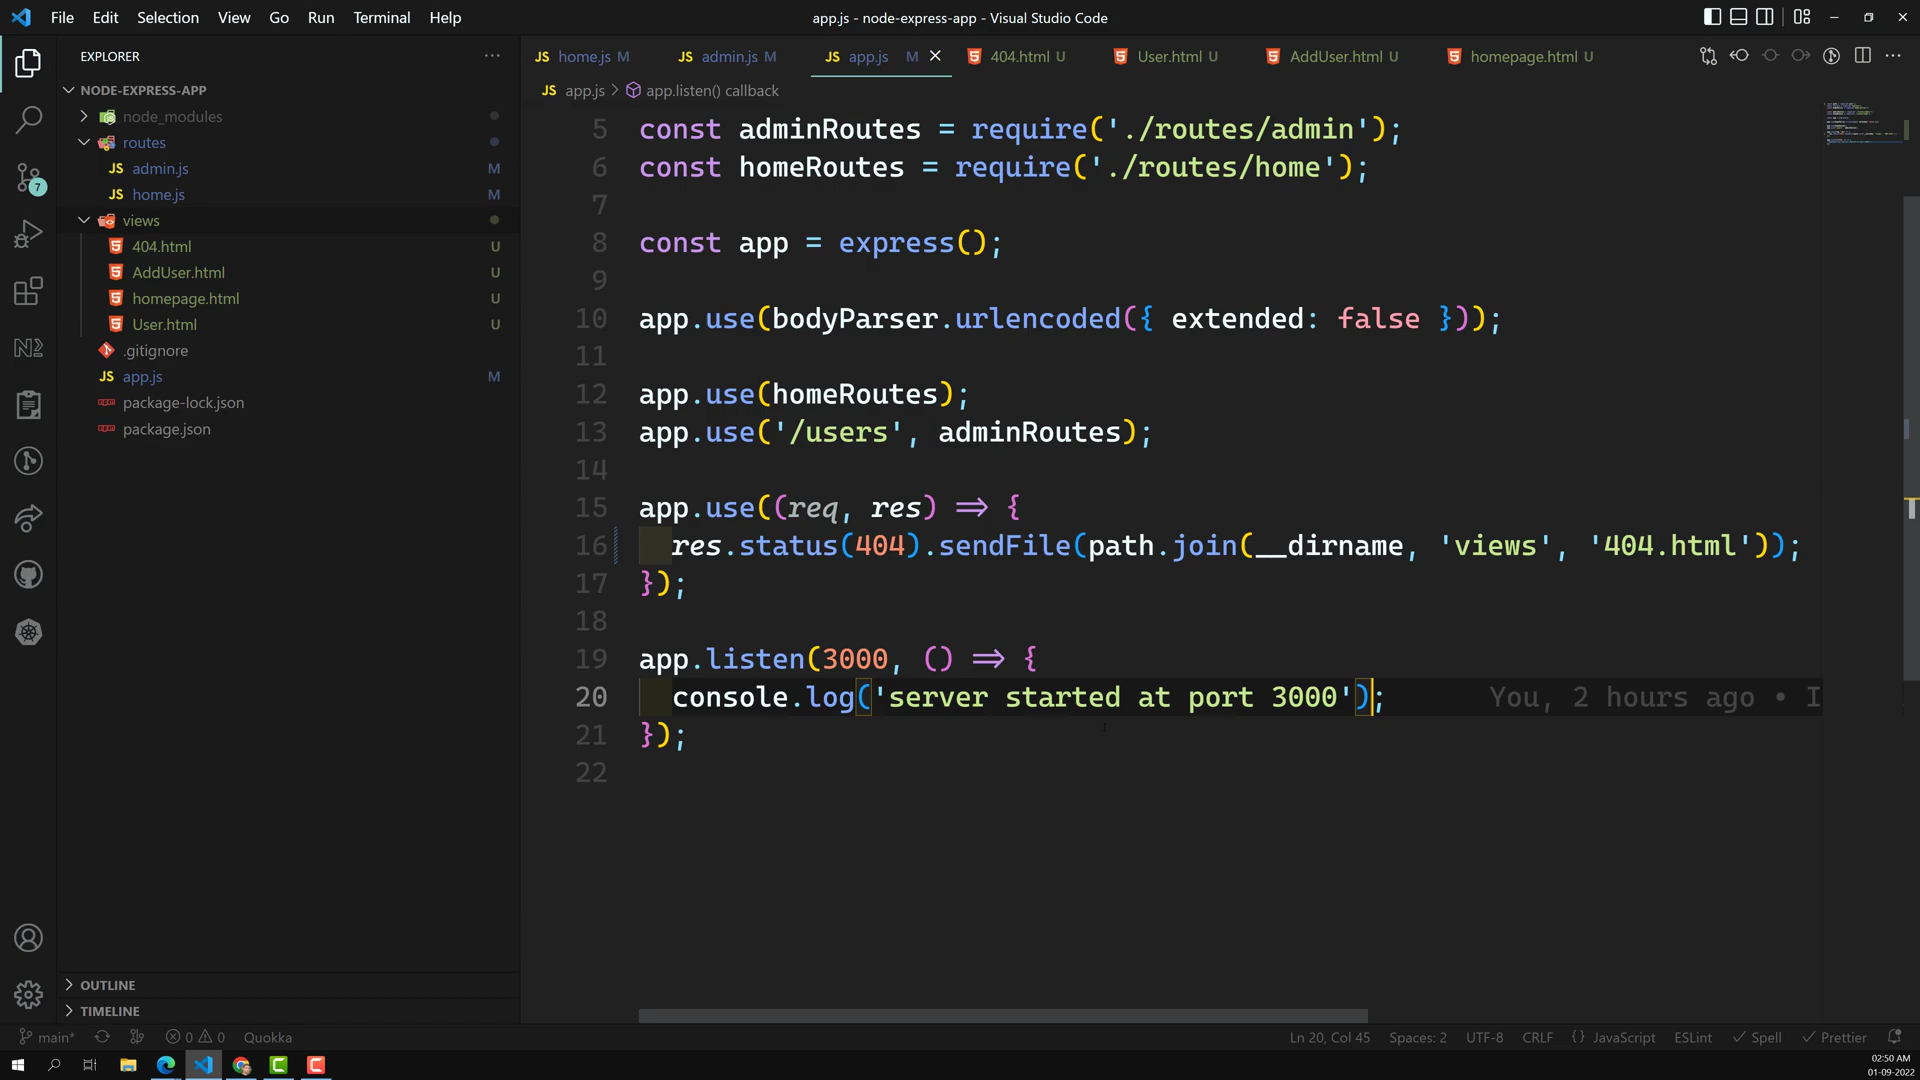 File Edit Selection View Go Run Terminal Help
app.js - node-express-app - Visual Studio Code
EXPLORER
NODE-EXPRESS-APP
node_modules
routes
JS admin.js M
JS home.js M
views
404.html U
AddUser.html U
homepage.html U
User.html U
.gitignore
JS app.js M
package-lock.json
package.json
OUTLINE
TIMELINE
7
JS home.js M JS admin.js M JS app.js M 404.html U User.html U AddUser.html U homepage.html U
JS app.js > app.listen() callback
5 const adminRoutes = require('./routes/admin');
6 const homeRoutes = require('./routes/home');
7
8 const app = express();
9
10 app.use(bodyParser.urlencoded({ extended: false }));
11
12 app.use(homeRoutes);
13 app.use('/users', adminRoutes);
14
15 app.use((req, res) => {
16 res.status(404).sendFile(path.join(__dirname, 'views', '404.html'));
17 });
18
19 app.listen(3000, () => {
20 console.log('server started at port 3000'); You, 2 hours ago • I
21 });
22
main* 0 0 Quokka Ln 20, Col 45 Spaces: 2 UTF-8 CRLF {} JavaScript ESLint Spell Prettier
02:50 AM
01-09-2022